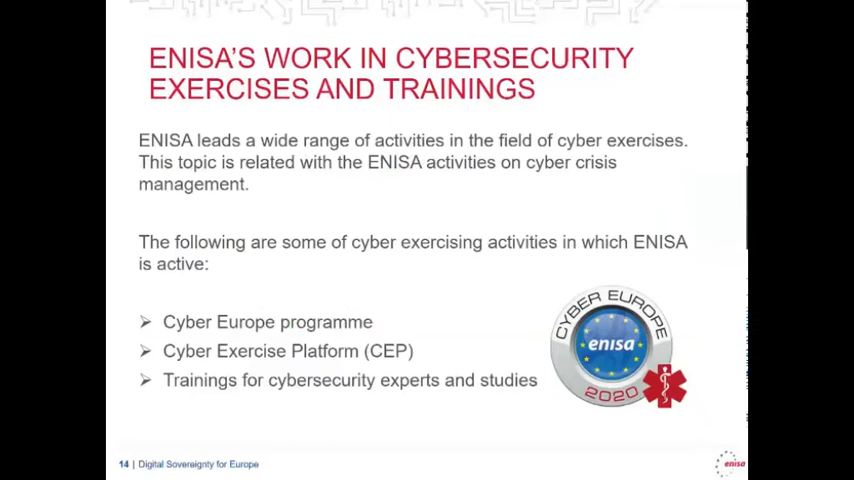 ENISA'S WORK IN CYBERSECURITY
EXERCISES AND TRAININGS
ENISA leads a wide range of activities in the field of cyber exercises.
This topic is related with the ENISA activities on cyber crisis
management.
The following are some of cyber exercising activities in which ENISA
is active:
Cyber Europe programme
Cyber Exercise Platform (CEP)
Trainings for cybersecurity experts and studies
CYBER EUROPE
enisa
2020
14 | Digital Sovereignty for Europe
enisa